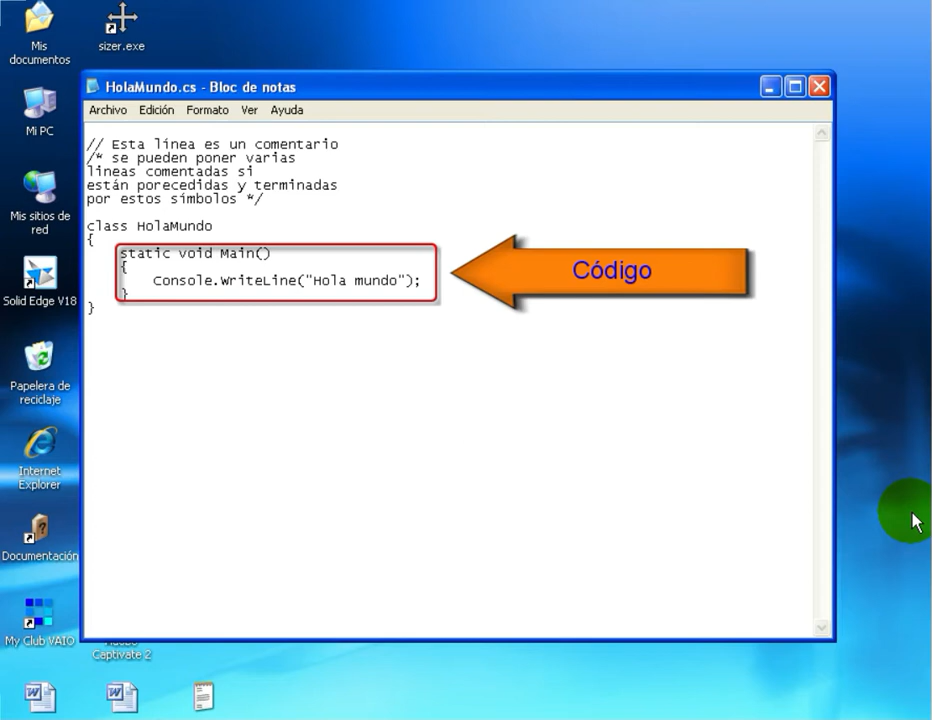 Mis
documentos
sizer.exe
Mi PC
Mis sitios de
red
Solid Edge V18
Papelera de
reciclaje
Internet
Explorer
Documentación
My Club VAIO
Captivate 2
HolaMundo.cs - Bloc de notas
Archivo Edición Formato Ver Ayuda
// Esta línea es un comentario
/* se pueden poner varias
lineas comentadas si
están porecedidas y terminadas
por estos símbolos */
class HolaMundo
{
static void Main()
{
Console.WriteLine("Hola mundo");
}
}
Código